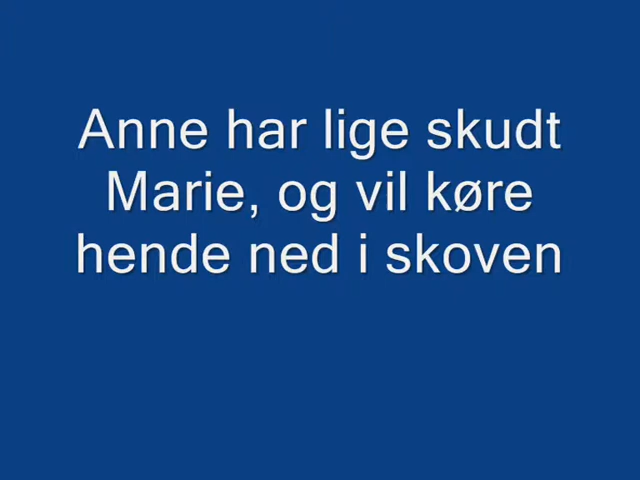 Anne har lige skudt
Marie, og vil køre
hende ned i skoven